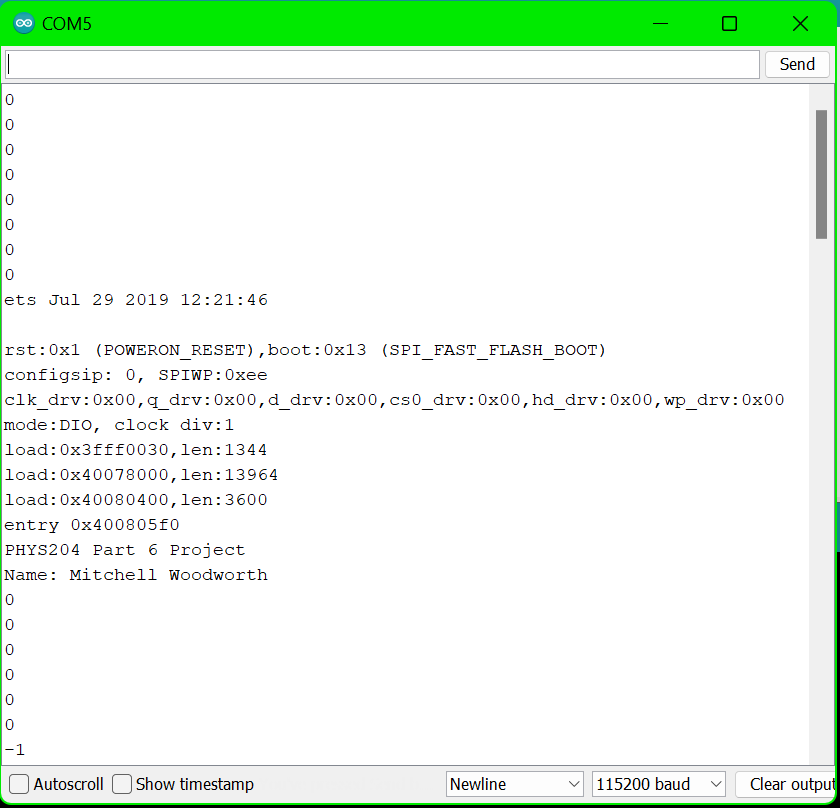 COM5
Send
0
0
0
0
0
0
0
0
ets Jul 29 2019 12:21:46
rst:0x1 (POWERON_RESET),boot:0x13 (SPI_FAST_FLASH_BOOT)
configsip: 0, SPIWP:0xee
clk_drv:0x00,q_drv:0x00,d_drv:0x00,cs0_drv:0x00,hd_drv:0x00,wp_drv:0x00
mode:DIO, clock div:1
load:0x3fff0030,len:1344
load:0x40078000,len:13964
load:0x40080400,len:3600
entry 0x400805f0
PHYS204 Part 6 Project
Name: Mitchell Woodworth
0
0
0
0
0
0
-1
Autoscroll Show timestamp Newline 115200 baud Clear output